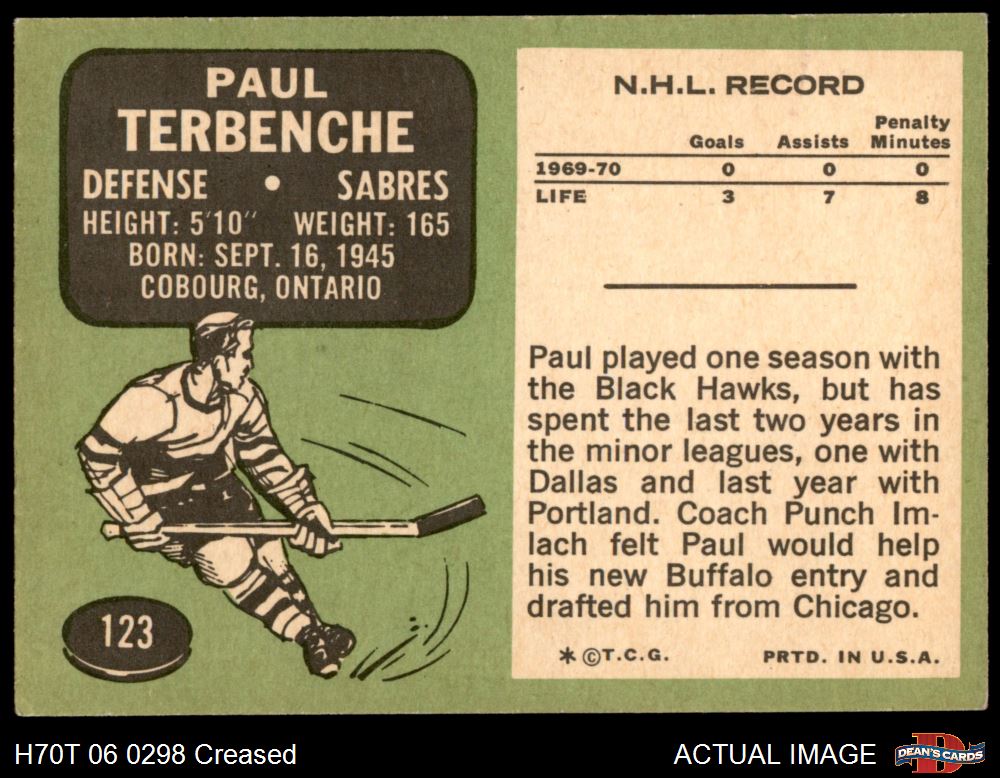 PAUL
TERBENCHE
DEFENSE • SABRES
HEIGHT: 5'10" WEIGHT: 165
BORN: SEPT. 16, 1945
COBOURG, ONTARIO
123
N.H.L. RECORD
Goals Assists Penalty Minutes
1969-70 0 0 0
LIFE 3 7 8
Paul played one season with
the Black Hawks, but has
spent the last two years in
the minor leagues, one with
Dallas and last year with
Portland. Coach Punch Im-
lach felt Paul would help
his new Buffalo entry and
drafted him from Chicago.
* ©T.C.G. PRTD. IN U.S.A.
H70T 06 0298 Creased ACTUAL IMAGE DEAN'S CARDS